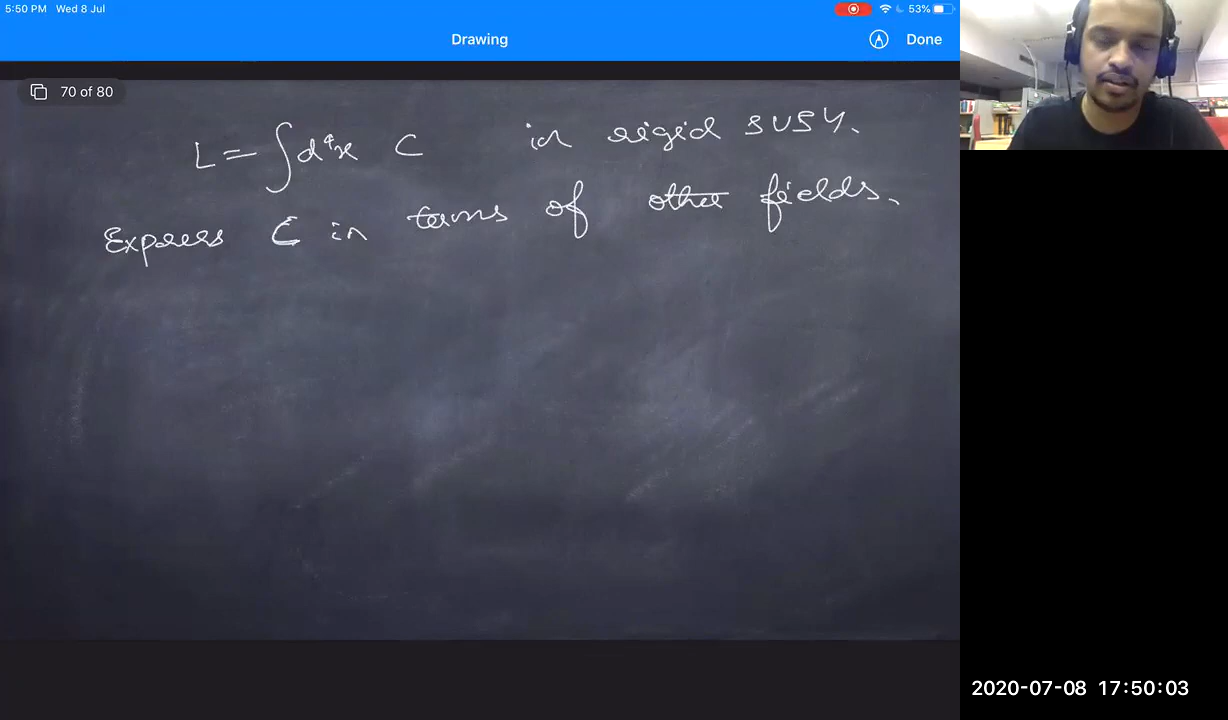 5:50 PM Wed 8 Jul 53%
Drawing Done
70 of 80
L = ∫d⁴x C in rigid SUSY.
Express C in terms of other fields.
2020-07-08 17:50:03